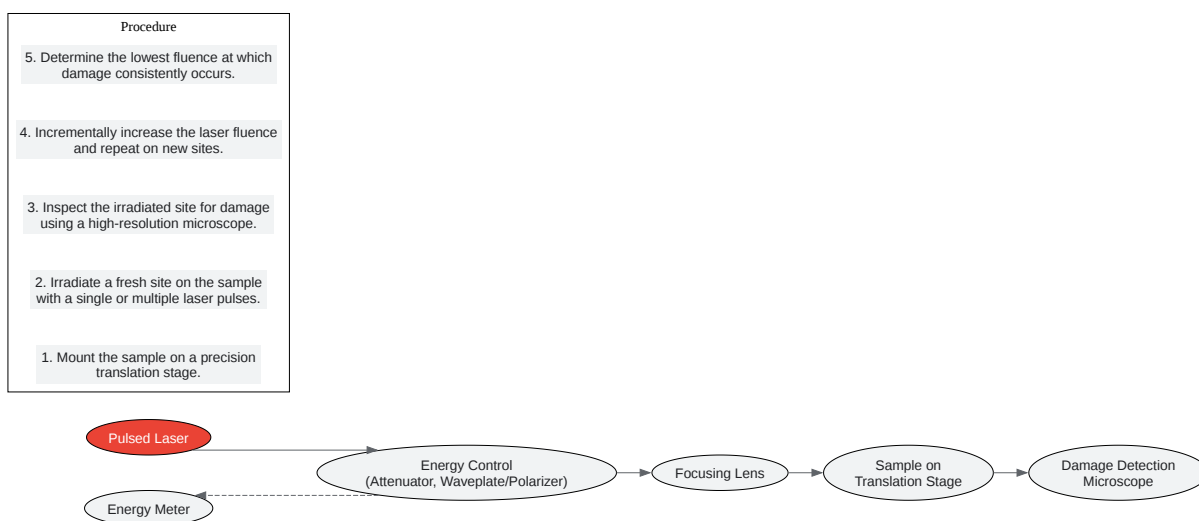 Procedure
5. Determine the lowest fluence at which
damage consistently occurs.
4. Incrementally increase the laser fluence
and repeat on new sites.
3. Inspect the irradiated site for damage
using a high-resolution microscope.
2. Irradiate a fresh site on the sample
with a single or multiple laser pulses.
1. Mount the sample on a precision
translation stage.
Pulsed Laser
Energy Meter
Energy Control
(Attenuator, Waveplate/Polarizer)
Focusing Lens
Sample on
Translation Stage
Damage Detection
Microscope